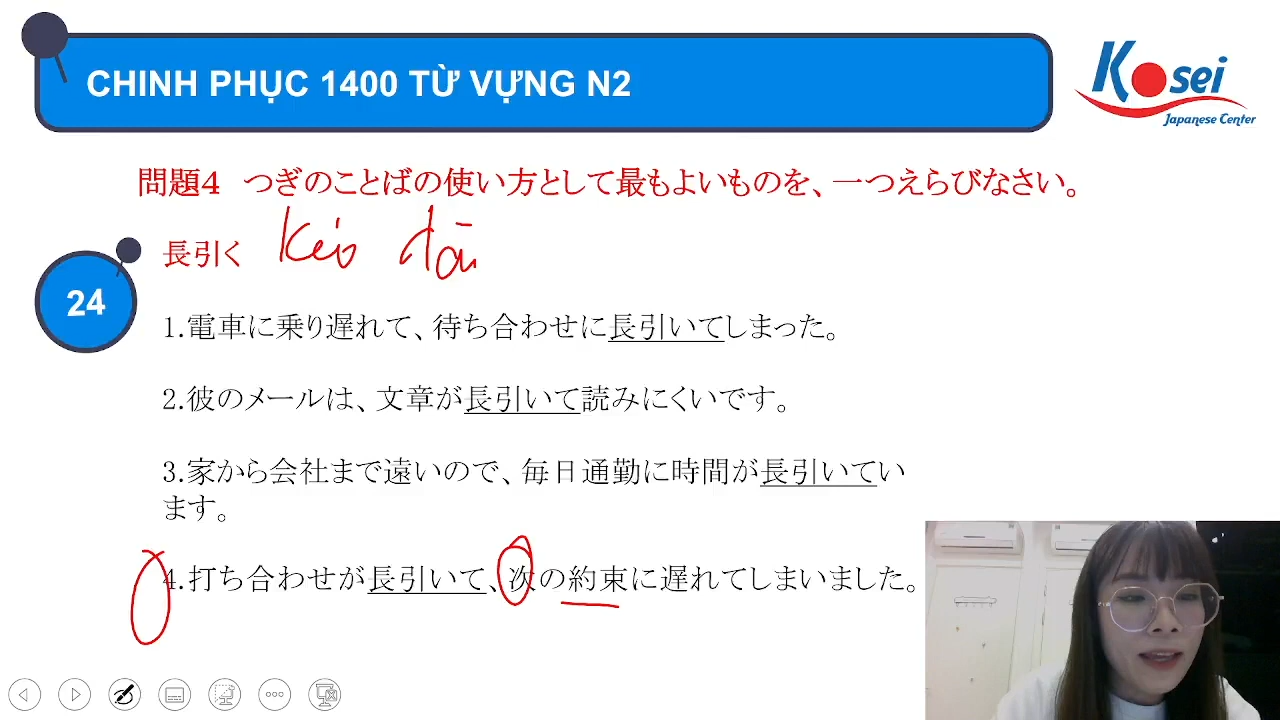 CHINH PHỤC 1400 TỪ VỰNG N2
Kosei
Japanese Center
問題４ つぎのことばの使い方として最もよいものを、一つえらびなさい。
長引く kéo dài
24
1.電車に乗り遅れて、待ち合わせに長引いてしまった。
2.彼のメールは、文章が長引いて読みにくいです。
3.家から会社まで遠いので、毎日通勤に時間が長引いてい
ます。
4.打ち合わせが長引いて、次の約束に遅れてしまいました。